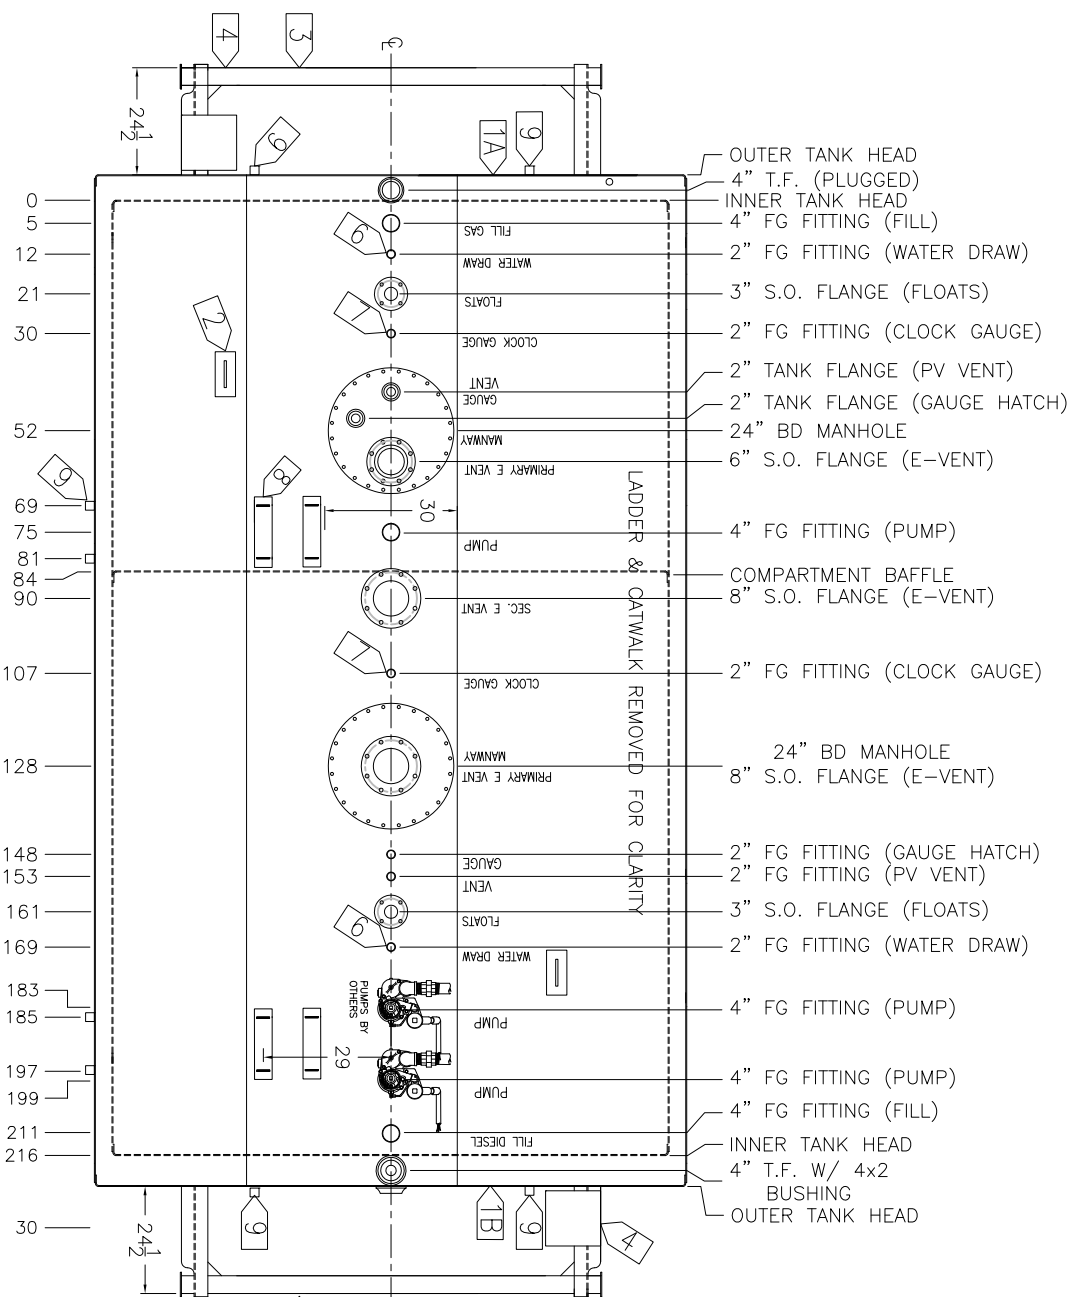 4
3
℄
24½
9
1A
9
OUTER TANK HEAD
4" T.F. (PLUGGED)
0
INNER TANK HEAD
5
FILL GAS
4" FG FITTING (FILL)
6
12
WATER DRAW
2" FG FITTING (WATER DRAW)
21
FLOATS
3" S.O. FLANGE (FLOATS)
2
7
30
CLOCK GAUGE
2" FG FITTING (CLOCK GAUGE)
VENT
2" TANK FLANGE (PV VENT)
GAUGE
2" TANK FLANGE (GAUGE HATCH)
52
MANWAY
24" BD MANHOLE
PRIMARY E VENT
6" S.O. FLANGE (E-VENT)
9
8
69
30
LADDER & CATWALK REMOVED FOR CLARITY
75
PUMP
4" FG FITTING (PUMP)
81
84
COMPARTMENT BAFFLE
90
SEC. E VENT
8" S.O. FLANGE (E-VENT)
7
107
CLOCK GAUGE
2" FG FITTING (CLOCK GAUGE)
24" BD MANHOLE
128
MANWAY
PRIMARY E VENT
8" S.O. FLANGE (E-VENT)
148
GAUGE
2" FG FITTING (GAUGE HATCH)
153
VENT
2" FG FITTING (PV VENT)
161
FLOATS
3" S.O. FLANGE (FLOATS)
6
169
WATER DRAW
2" FG FITTING (WATER DRAW)
183
PUMPS BY
OTHERS
4" FG FITTING (PUMP)
185
PUMP
29
197
4" FG FITTING (PUMP)
199
PUMP
4" FG FITTING (FILL)
211
FILL DIESEL
216
INNER TANK HEAD
4" T.F. W/ 4x2
BUSHING
OUTER TANK HEAD
30
24½
9
1B
9
4